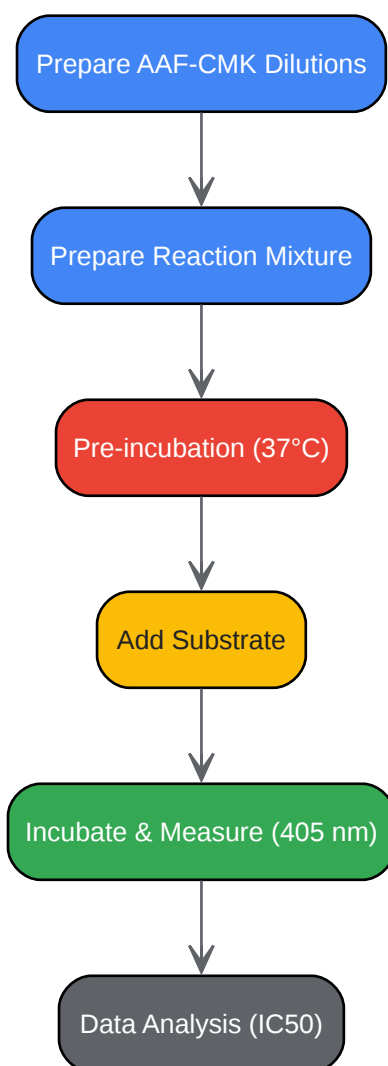 Prepare AAF-CMK Dilutions
Prepare Reaction Mixture
Pre-incubation (37°C)
Add Substrate
Incubate & Measure (405 nm)
Data Analysis (IC50)